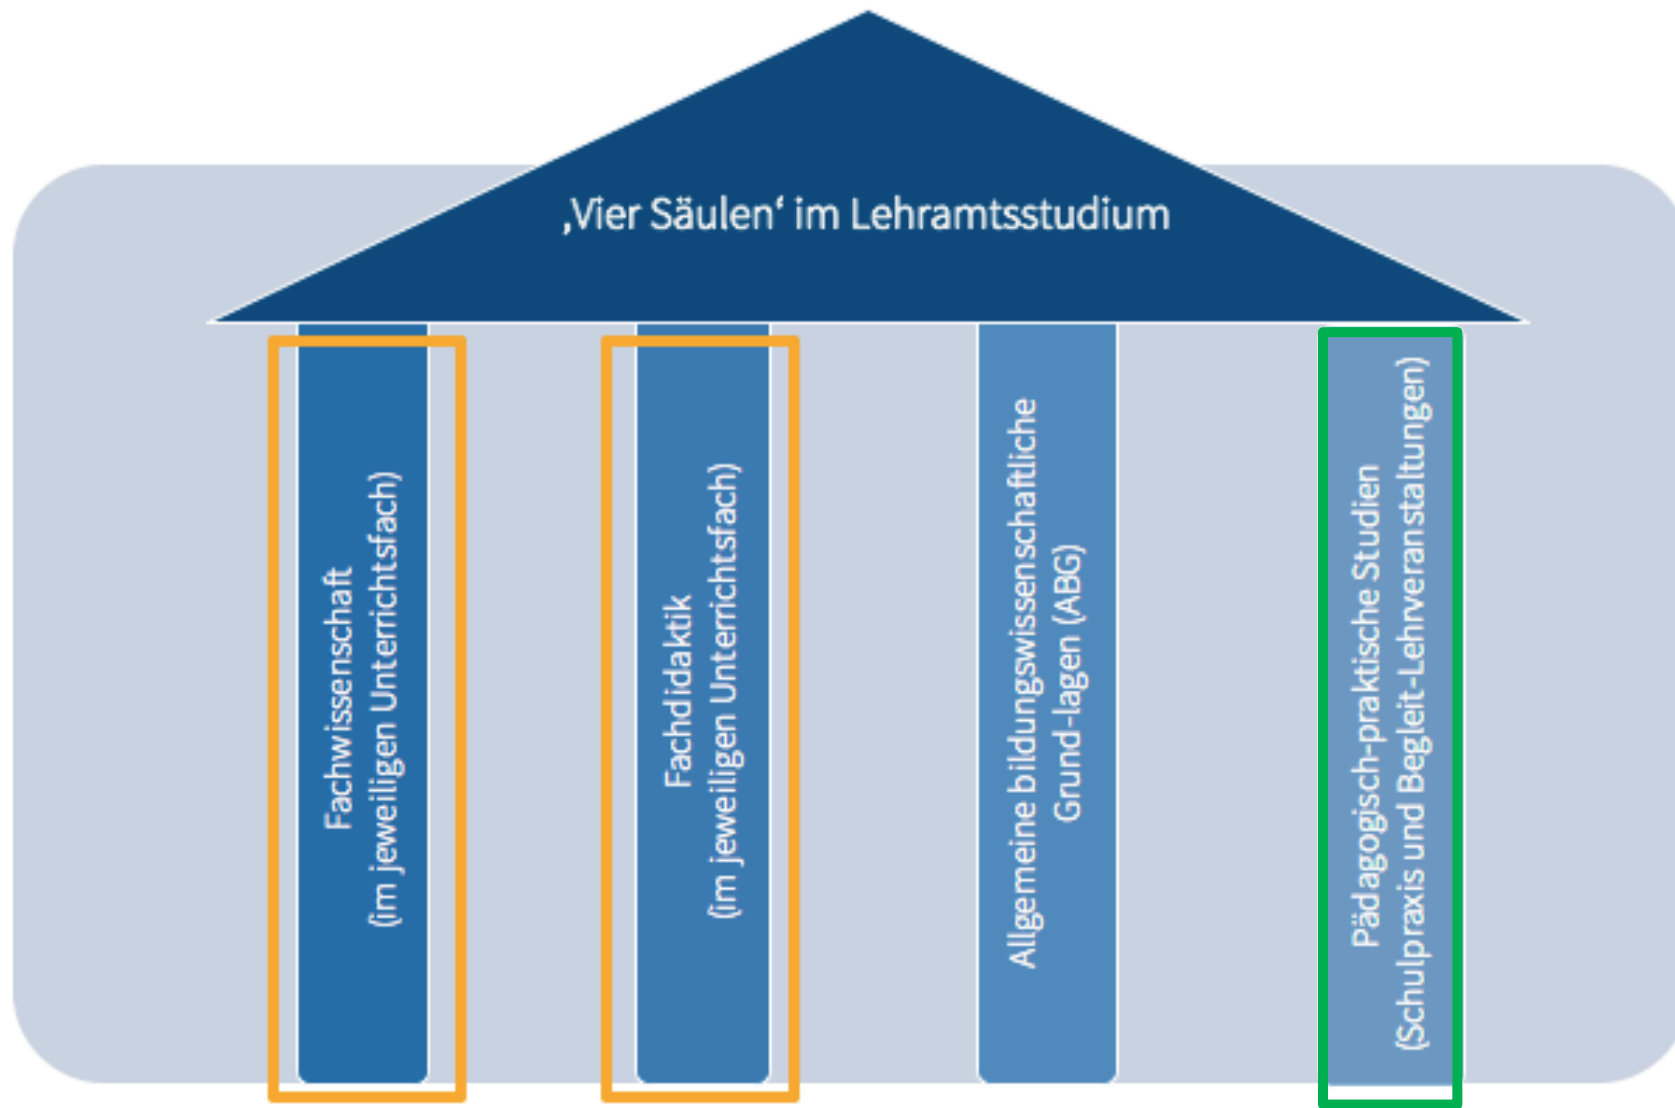 ‚Vier Säulen‘ im Lehramtsstudium
Fachwissenschaft
(im jeweiligen Unterrichtsfach)
Fachdidaktik
(im jeweiligen Unterrichtsfach)
Allgemeine bildungswissenschaftliche
Grund-lagen (ABG)
Pädagogisch-praktische Studien
(Schulpraxis und Begleit-Lehrveranstaltungen)